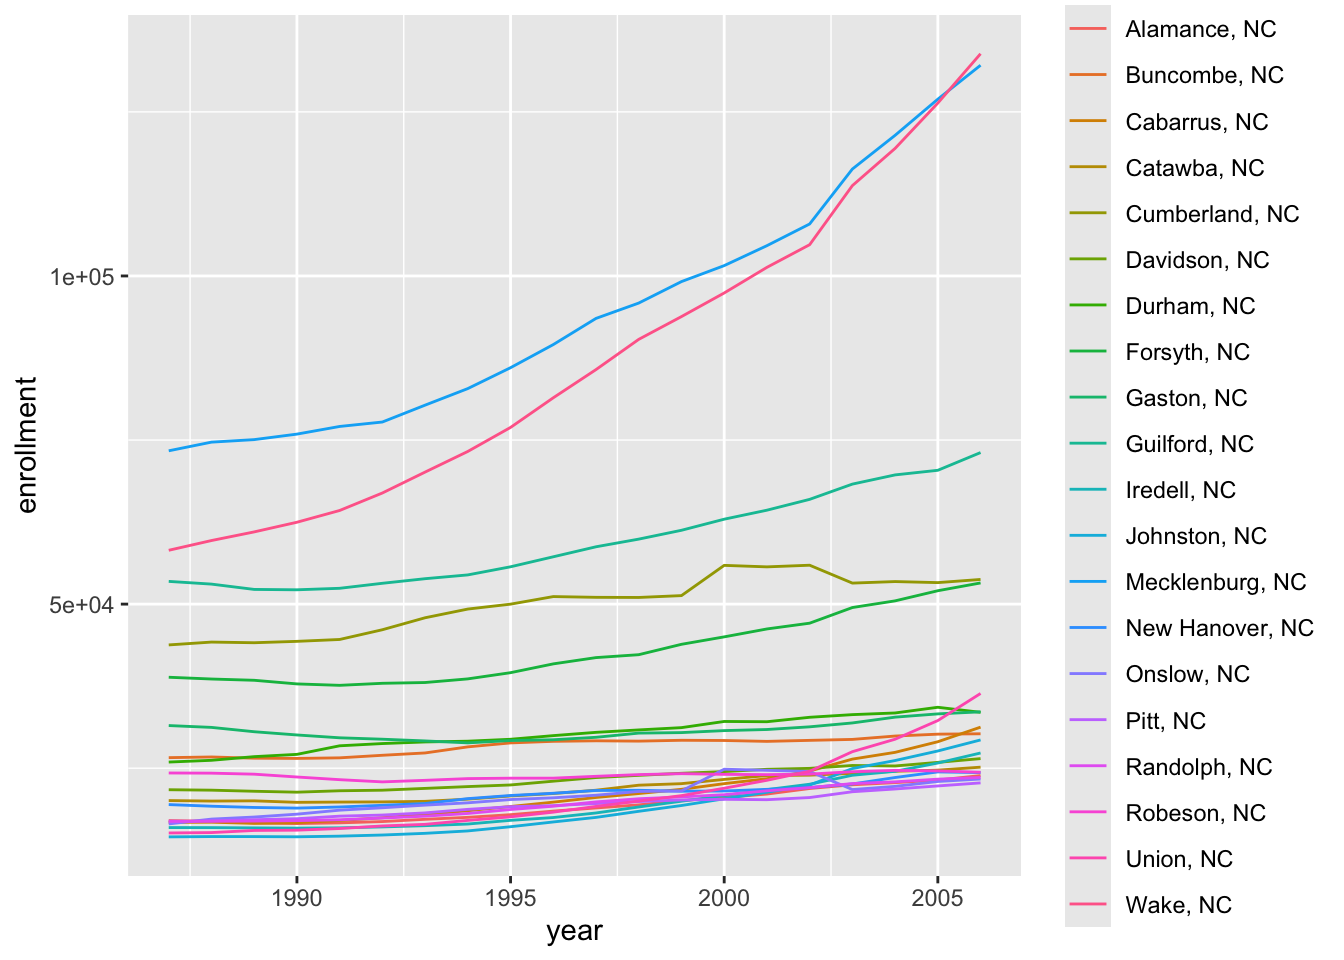 enrollment
1e+05
5e+04
1990
1995
2000
2005
year
Alamance, NC
Buncombe, NC
Cabarrus, NC
Catawba, NC
Cumberland, NC
Davidson, NC
Durham, NC
Forsyth, NC
Gaston, NC
Guilford, NC
Iredell, NC
Johnston, NC
Mecklenburg, NC
New Hanover, NC
Onslow, NC
Pitt, NC
Randolph, NC
Robeson, NC
Union, NC
Wake, NC